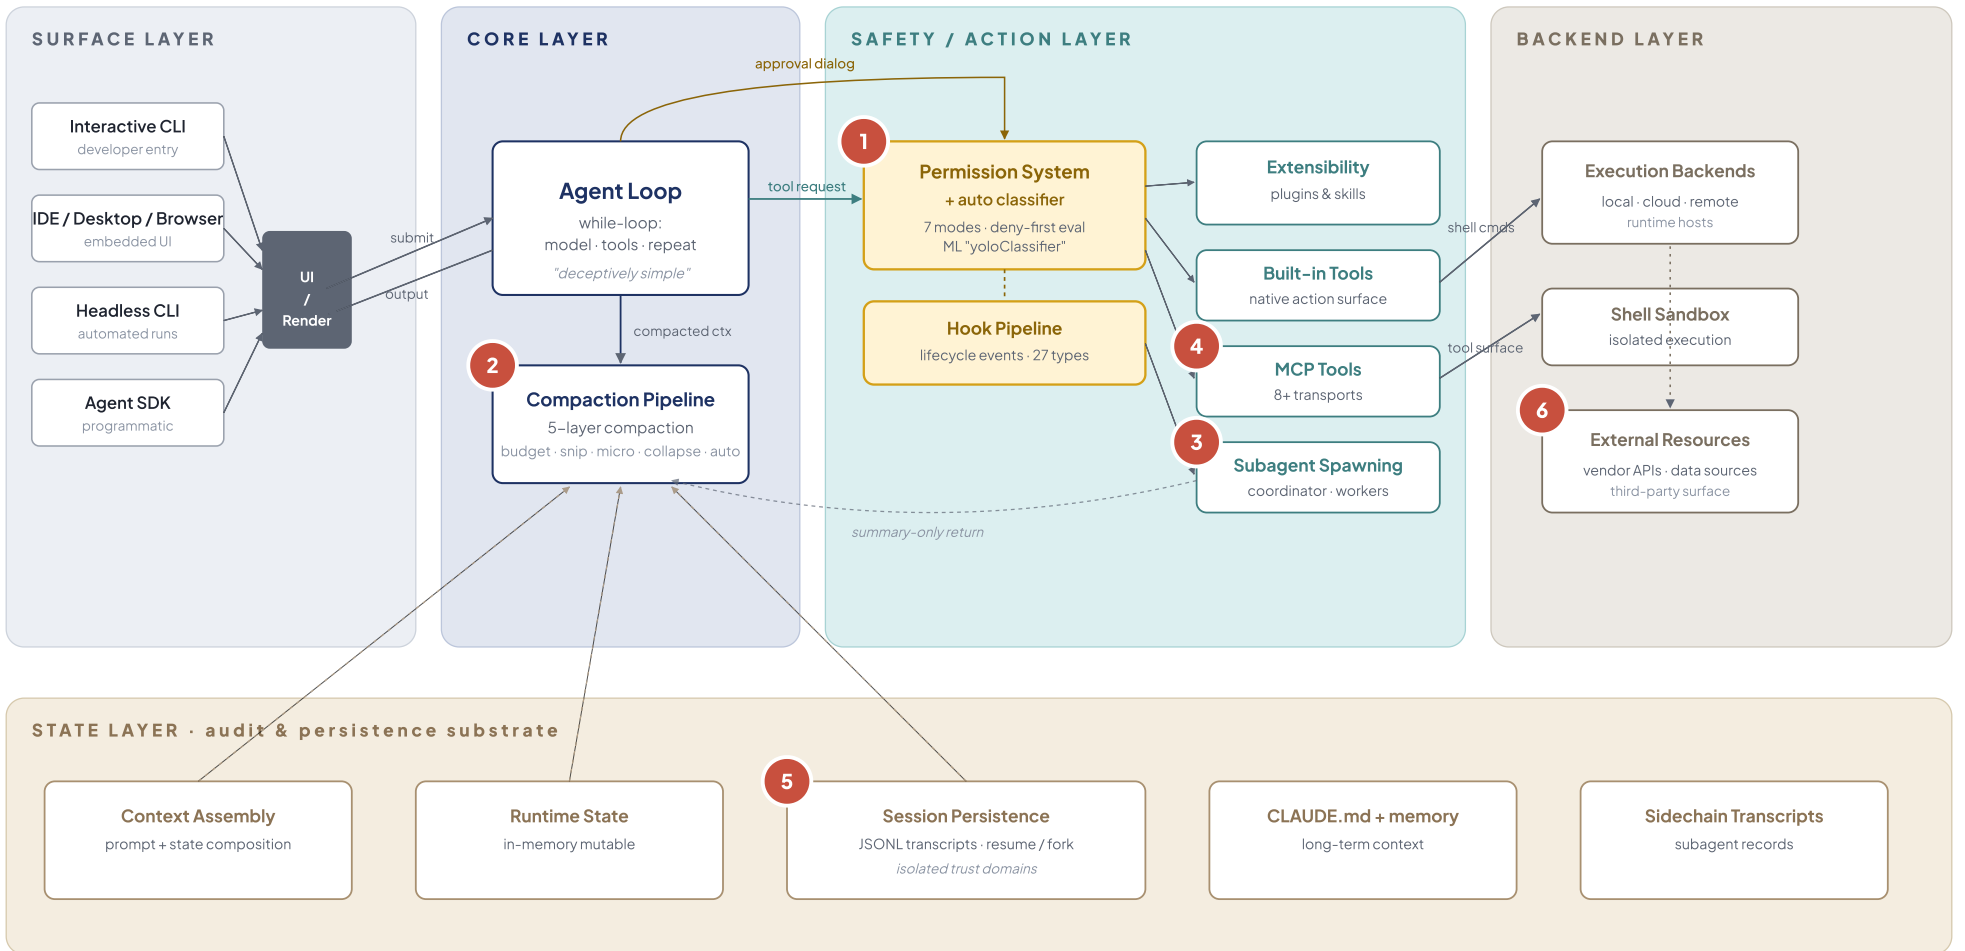 SURFACE LAYER
Interactive CLI
developer entry
IDE / Desktop / Browser
embedded UI
Headless CLI
automated runs
Agent SDK
programmatic
UI
/
Render
submit
output
CORE LAYER
approval dialog
Agent Loop
while-loop:
model · tools · repeat
"deceptively simple"
tool request
compacted ctx
2
Compaction Pipeline
5-layer compaction
budget · snip · micro · collapse · auto
SAFETY / ACTION LAYER
1
Permission System
+ auto classifier
7 modes · deny-first eval
ML "yoloClassifier"
Hook Pipeline
lifecycle events · 27 types
Extensibility
plugins & skills
Built-in Tools
native action surface
4
MCP Tools
8+ transports
3
Subagent Spawning
coordinator · workers
summary-only return
shell cmds
tool surface
BACKEND LAYER
Execution Backends
local · cloud · remote
runtime hosts
Shell Sandbox
isolated execution
6
External Resources
vendor APIs · data sources
third-party surface
STATE LAYER · audit & persistence substrate
Context Assembly
prompt + state composition
Runtime State
in-memory mutable
5
Session Persistence
JSONL transcripts · resume / fork
isolated trust domains
CLAUDE.md + memory
long-term context
Sidechain Transcripts
subagent records